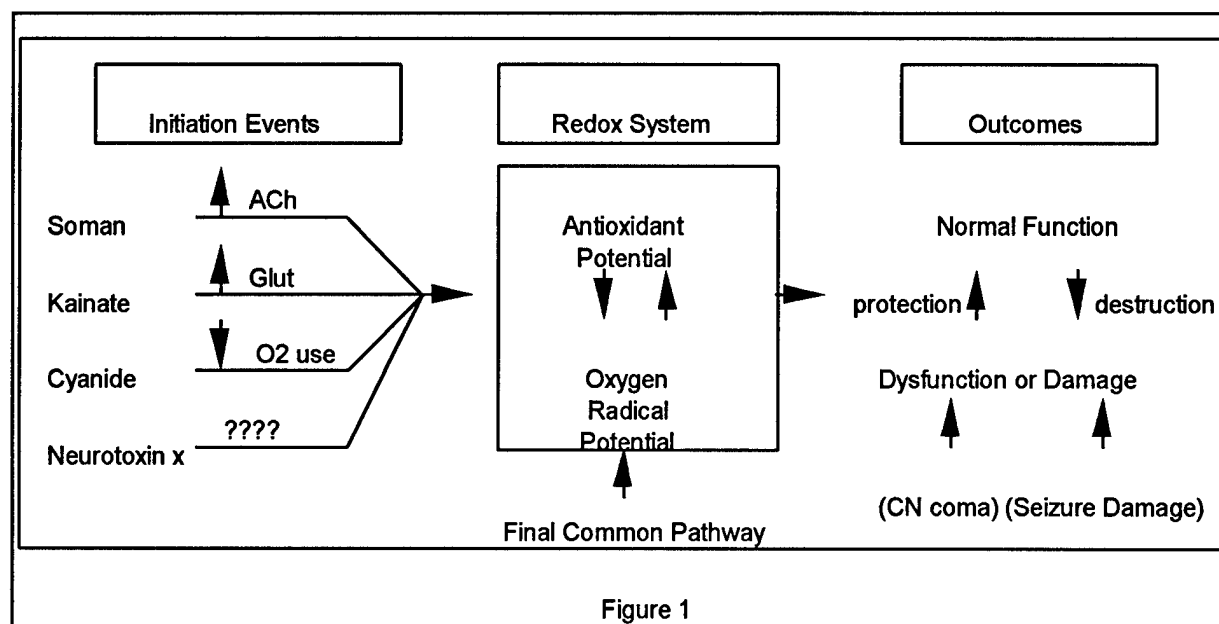 Initiation Events
Redox System
Outcomes
ACh
Soman
Glut
Kainate
O2 use
Cyanide
????
Neurotoxin x
Antioxidant
Potential
Oxygen
Radical
Potential
Final Common Pathway
Normal Function
protection
destruction
Dysfunction or Damage
(CN coma) (Seizure Damage)
Figure 1